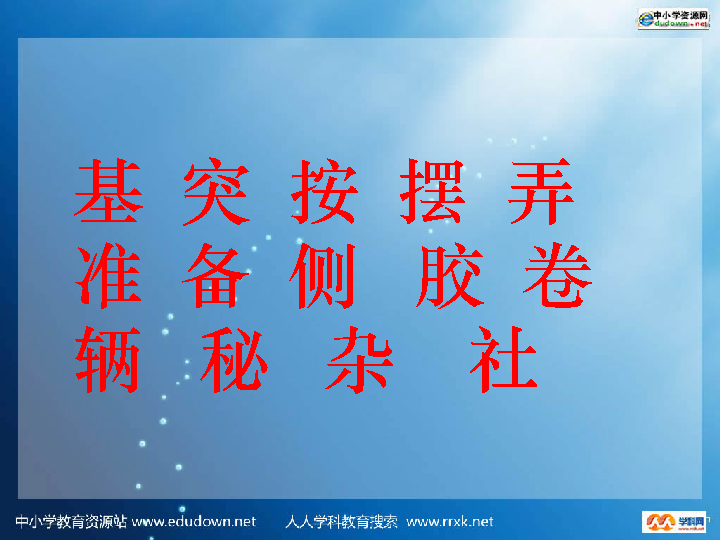 中小学资源网
edudown.net
基 突 按 摆 弄
准 备 侧 胶 卷
辆 秘 杂 社
中小学教育资源站 www.edudown.net 人人学科教育搜索 www.rrxk.net
学科网